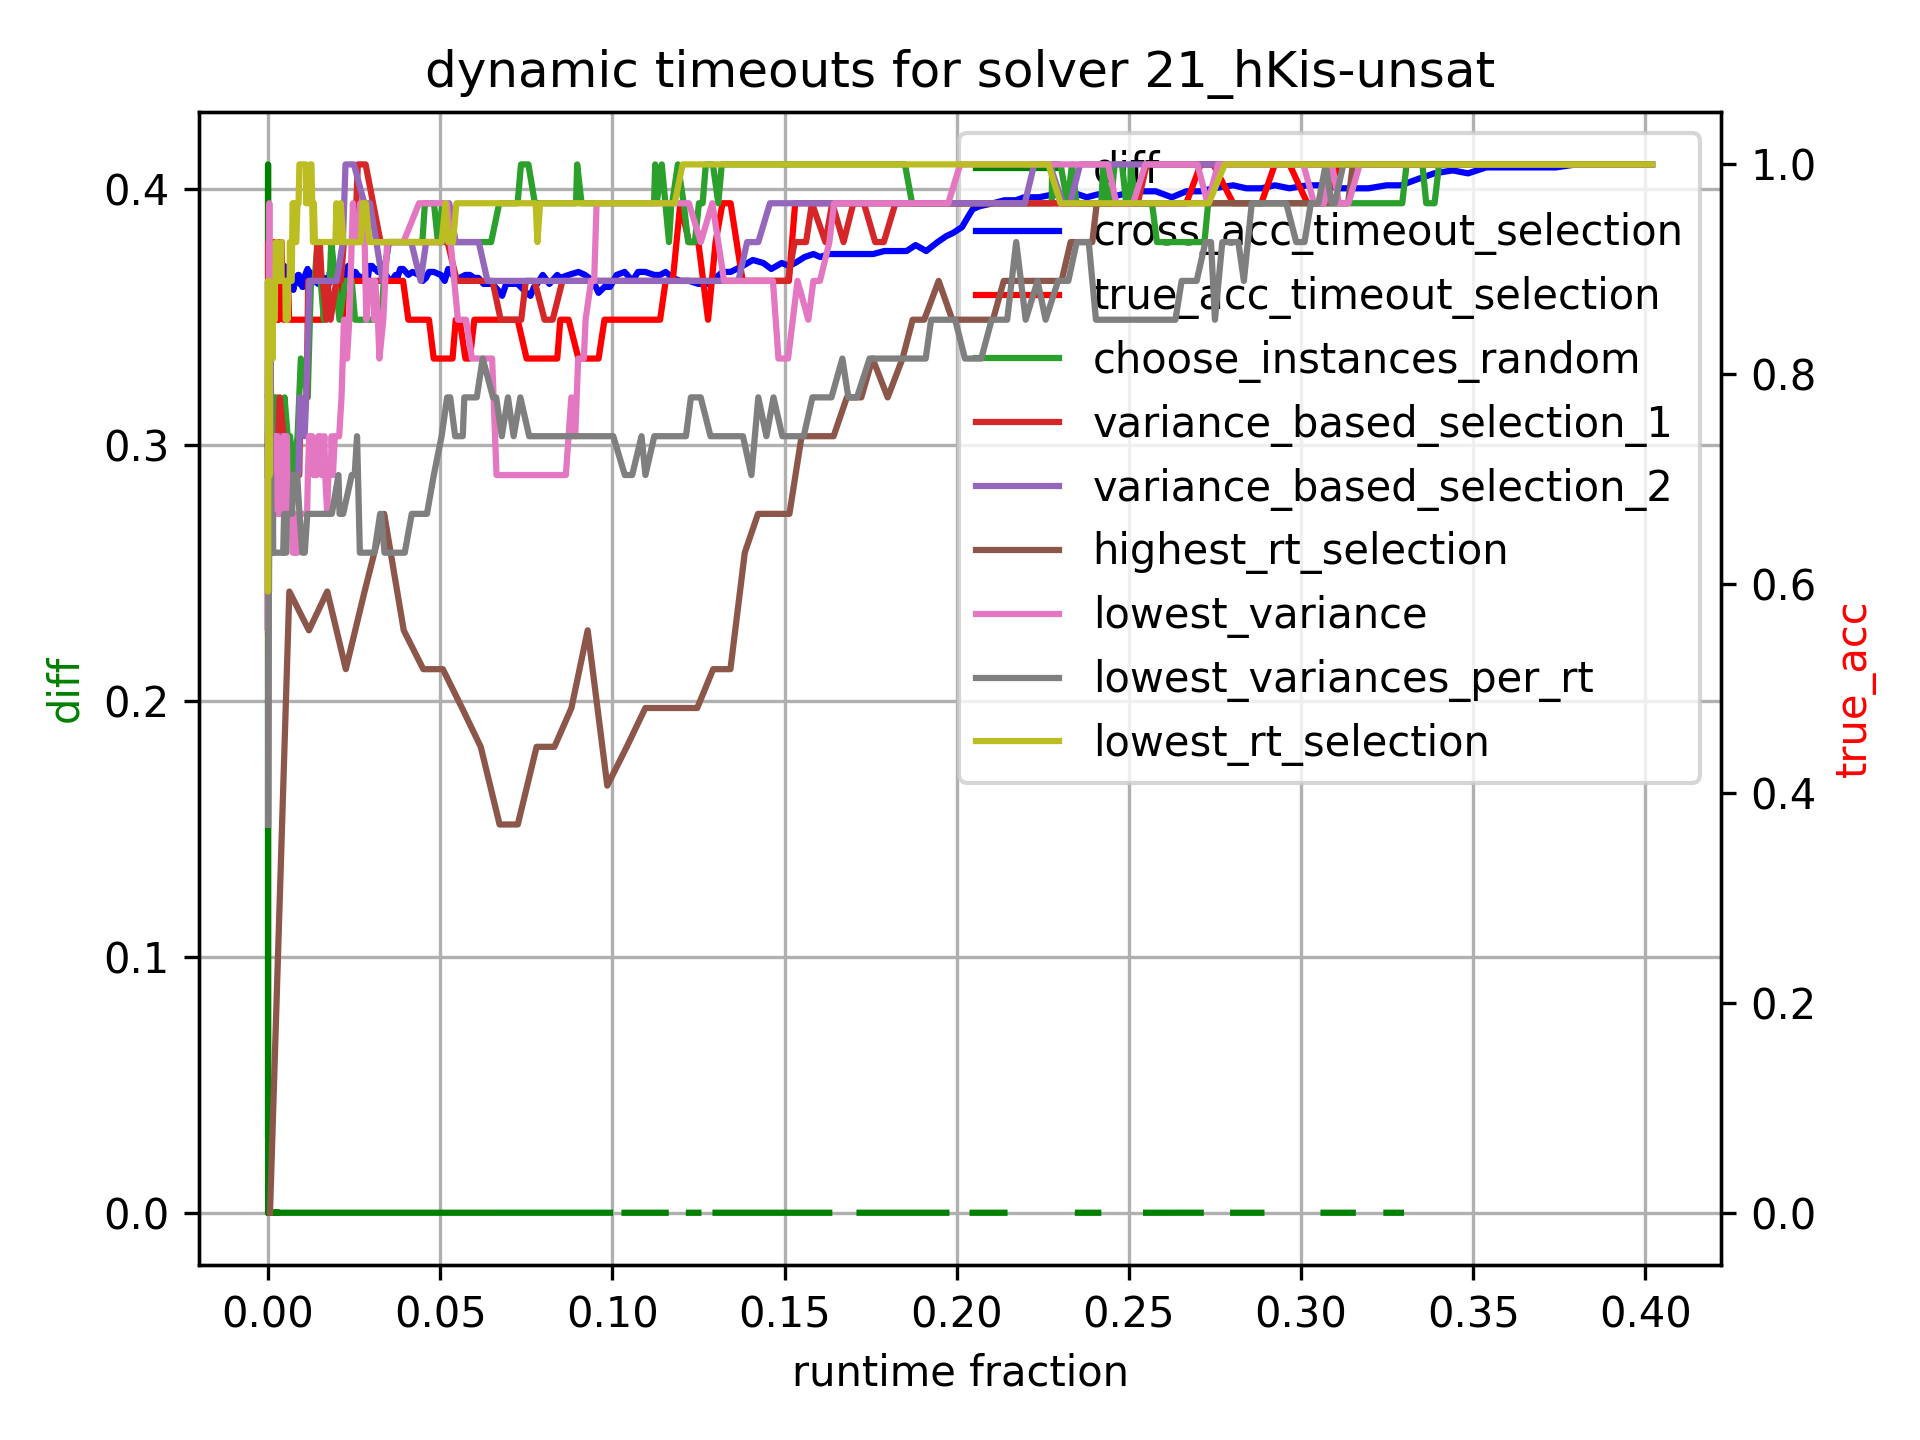 dynamic timeouts for solver 21_hKis-unsat
diff
cross_acc_timeout_selection
true_acc_timeout_selection
choose_instances_random
variance_based_selection_1
variance_based_selection_2
highest_rt_selection
lowest_variance
lowest_variances_per_rt
lowest_rt_selection
0.4
0.3
0.2
0.1
0.0
diff
1.0
0.8
0.6
0.4
0.2
0.0
true_acc
0.00 0.05 0.10 0.15 0.20 0.25 0.30 0.35 0.40
runtime fraction